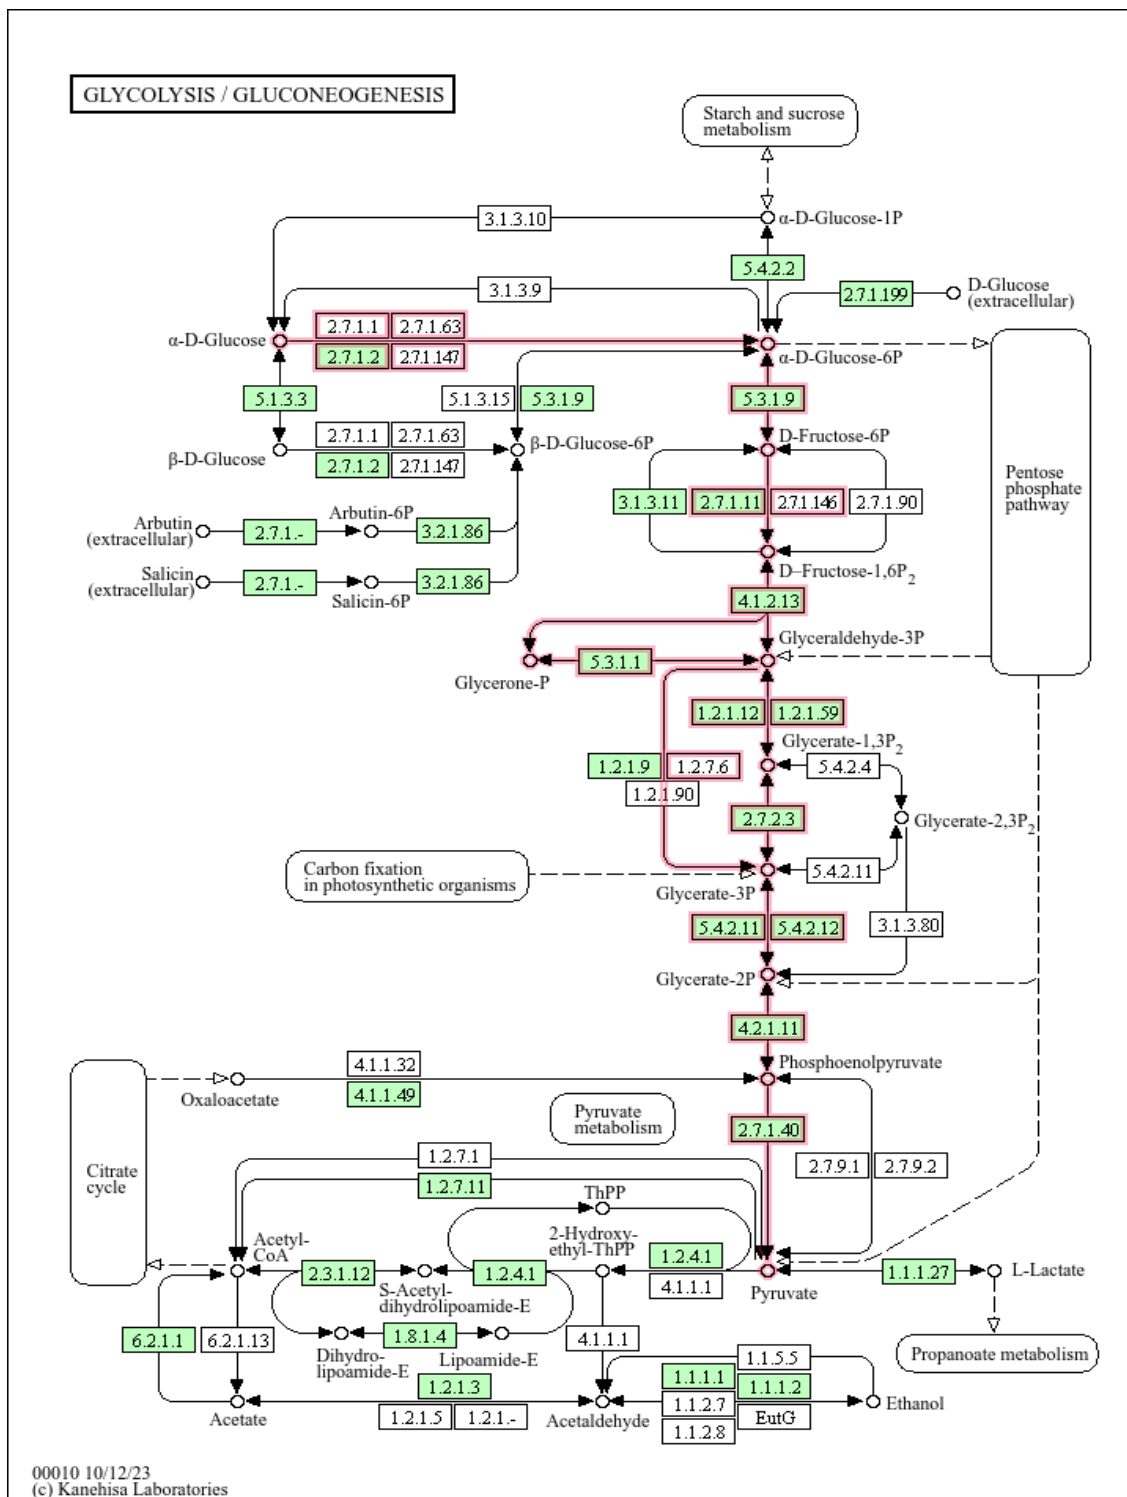 GLYCOLYSIS / GLUCONEOGENESIS
Starch and sucrose
metabolism
3.1.3.10
α-D-Glucose-1P
5.4.2.2
3.1.3.9
2.7.1.199
D-Glucose
(extracellular)
α-D-Glucose
2.7.1.1
2.7.1.63
2.7.1.2
2.7.1.147
α-D-Glucose-6P
5.1.3.3
5.1.3.15
5.3.1.9
5.3.1.9
β-D-Glucose
2.7.1.1
2.7.1.63
2.7.1.2
2.7.1.147
β-D-Glucose-6P
D-Fructose-6P
Pentose
phosphate
pathway
3.1.3.11
2.7.1.11
2.7.1.146
2.7.1.90
Arbutin
(extracellular)
2.7.1.-
Arbutin-6P
3.2.1.86
Salicin
(extracellular)
2.7.1.-
Salicin-6P
3.2.1.86
D-Fructose-1,6P2
4.1.2.13
Glyceraldehyde-3P
5.3.1.1
Glycerone-P
1.2.1.12
1.2.1.59
Glycerate-1,3P2
1.2.1.9
1.2.7.6
1.2.1.90
5.4.2.4
2.7.2.3
Glycerate-2,3P2
Carbon fixation
in photosynthetic organisms
5.4.2.11
Glycerate-3P
5.4.2.11
5.4.2.12
3.1.3.80
Glycerate-2P
4.2.1.11
Phosphoenolpyruvate
4.1.1.32
4.1.1.49
Oxaloacetate
Pyruvate
metabolism
2.7.1.40
Citrate
cycle
1.2.7.1
1.2.7.11
2.7.9.1
2.7.9.2
ThPP
Acetyl-
CoA
2-Hydroxy-
ethyl-ThPP
2.3.1.12
1.2.4.1
1.2.4.1
4.1.1.1
1.1.1.27
L-Lactate
S-Acetyl-
dihydrolipoamide-E
Pyruvate
6.2.1.1
6.2.1.13
1.8.1.4
4.1.1.1
Dihydro-
lipoamide-E
Lipoamide-E
Propanoate metabolism
1.1.5.5
1.1.1.1
1.1.1.2
1.2.1.3
Acetate
1.2.1.5
1.2.1.-
Acetaldehyde
1.1.2.7
EutG
1.1.2.8
Ethanol
00010 10/12/23
(c) Kanehisa Laboratories